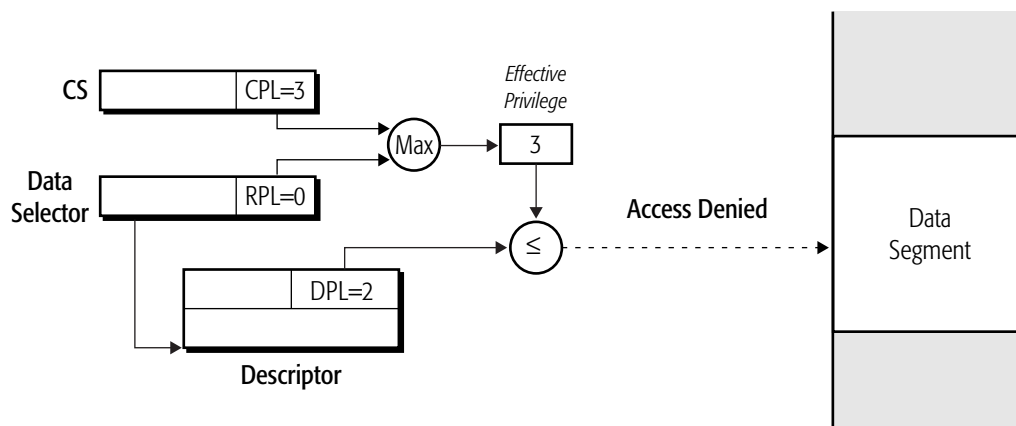 CS
CPL=3
Effective
Privilege
Max
3
Data
Selector
RPL=0
Access Denied
≤
Data
Segment
DPL=2
Descriptor